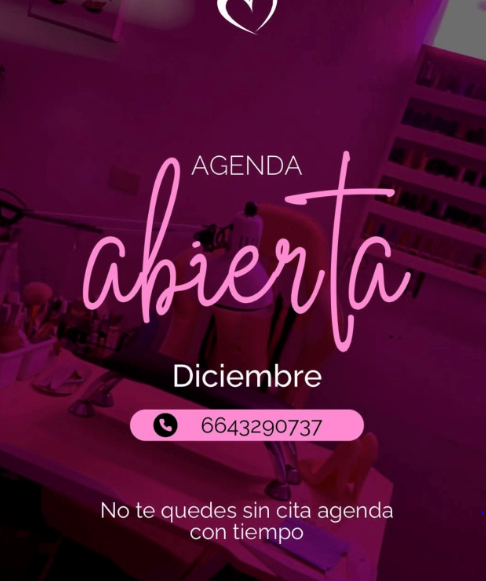 AGENDA
abierta
Diciembre
6643290737
No te quedes sin cita agenda
con tiempo